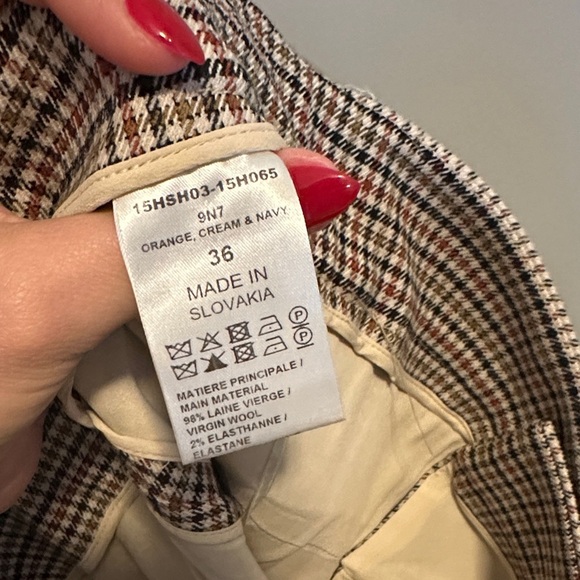 15HSH03-15H065
9N7
ORANGE, CREAM & NAVY
36
MADE IN
SLOVAKIA
P
P
MATIERE PRINCIPALE /
MAIN MATERIAL
98% LAINE VIERGE /
VIRGIN WOOL
2% ELASTHANNE /
ELASTANE